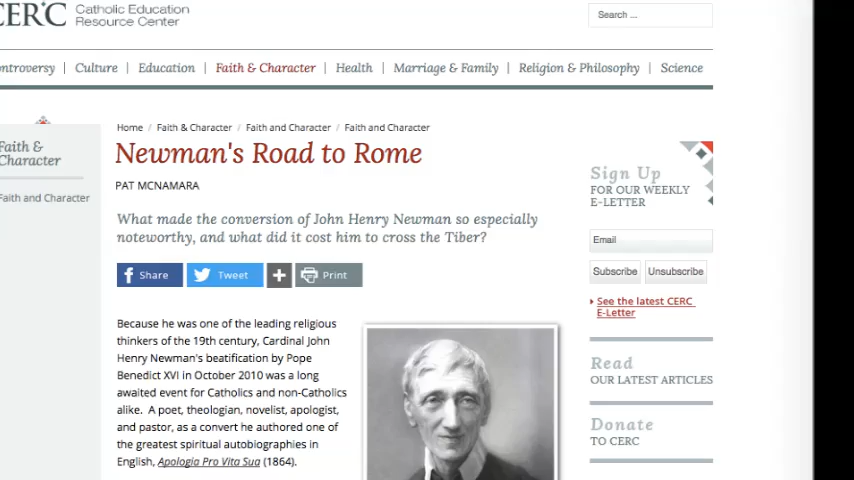 CERC Catholic Education
Resource Center
Search ...
Culture | Education | Faith & Character | Health | Marriage & Family | Religion & Philosophy | Science
Faith &
Character
Faith and Character
Home / Faith & Character / Faith and Character / Faith and Character
Newman's Road to Rome
PAT MCNAMARA
What made the conversion of John Henry Newman so especially
noteworthy, and what did it cost him to cross the Tiber?
Share Tweet + Print
Because he was one of the leading religious
thinkers of the 19th century, Cardinal John
Henry Newman's beatification by Pope
Benedict XVI in October 2010 was a long
awaited event for Catholics and non-Catholics
alike. A poet, theologian, novelist, apologist,
and pastor, as a convert he authored one of
the greatest spiritual autobiographies in
English, Apologia Pro Vita Sua (1864).
Sign Up
FOR OUR WEEKLY
E-LETTER
Email
Subscribe Unsubscribe
See the latest CERC
E-Letter
Read
OUR LATEST ARTICLES
Donate
TO CERC